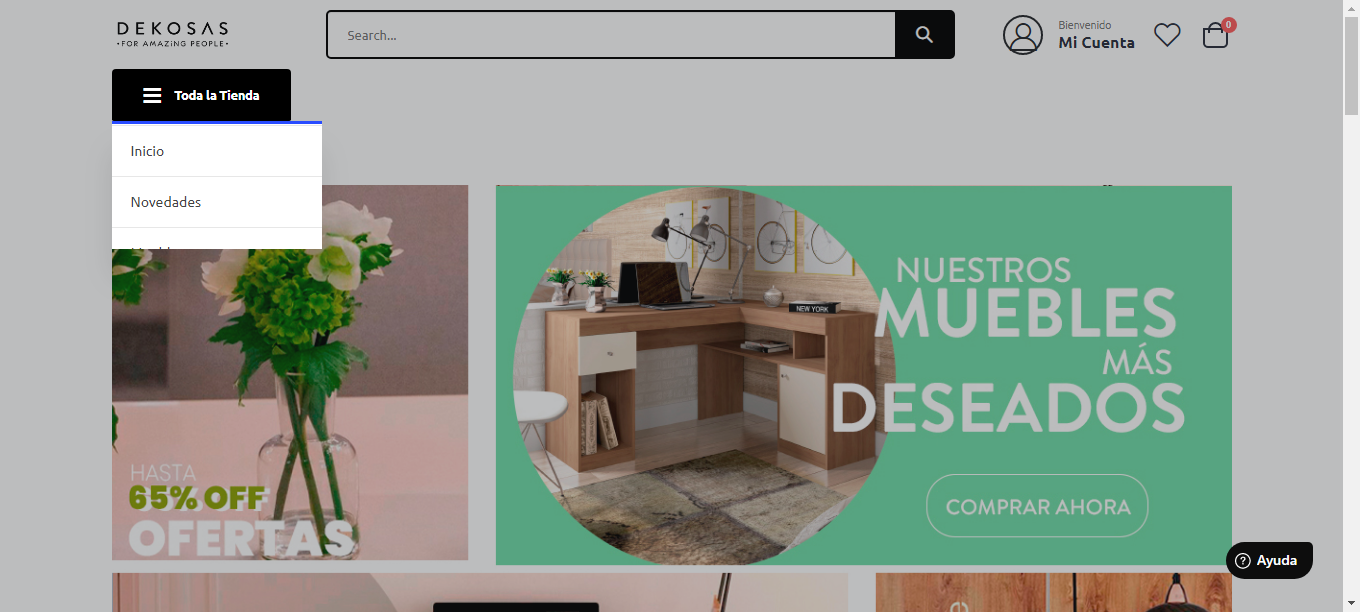 DEKOSAS
•FOR AMAZiNG PEOPLE•
Search...
Bienvenido
Mi Cuenta
0
Toda la Tienda
Inicio
Novedades
HASTA
65% OFF
OFERTAS
NEW YORK
NUESTROS
MUEBLES
MÁS
DESEADOS
COMPRAR AHORA
? Ayuda